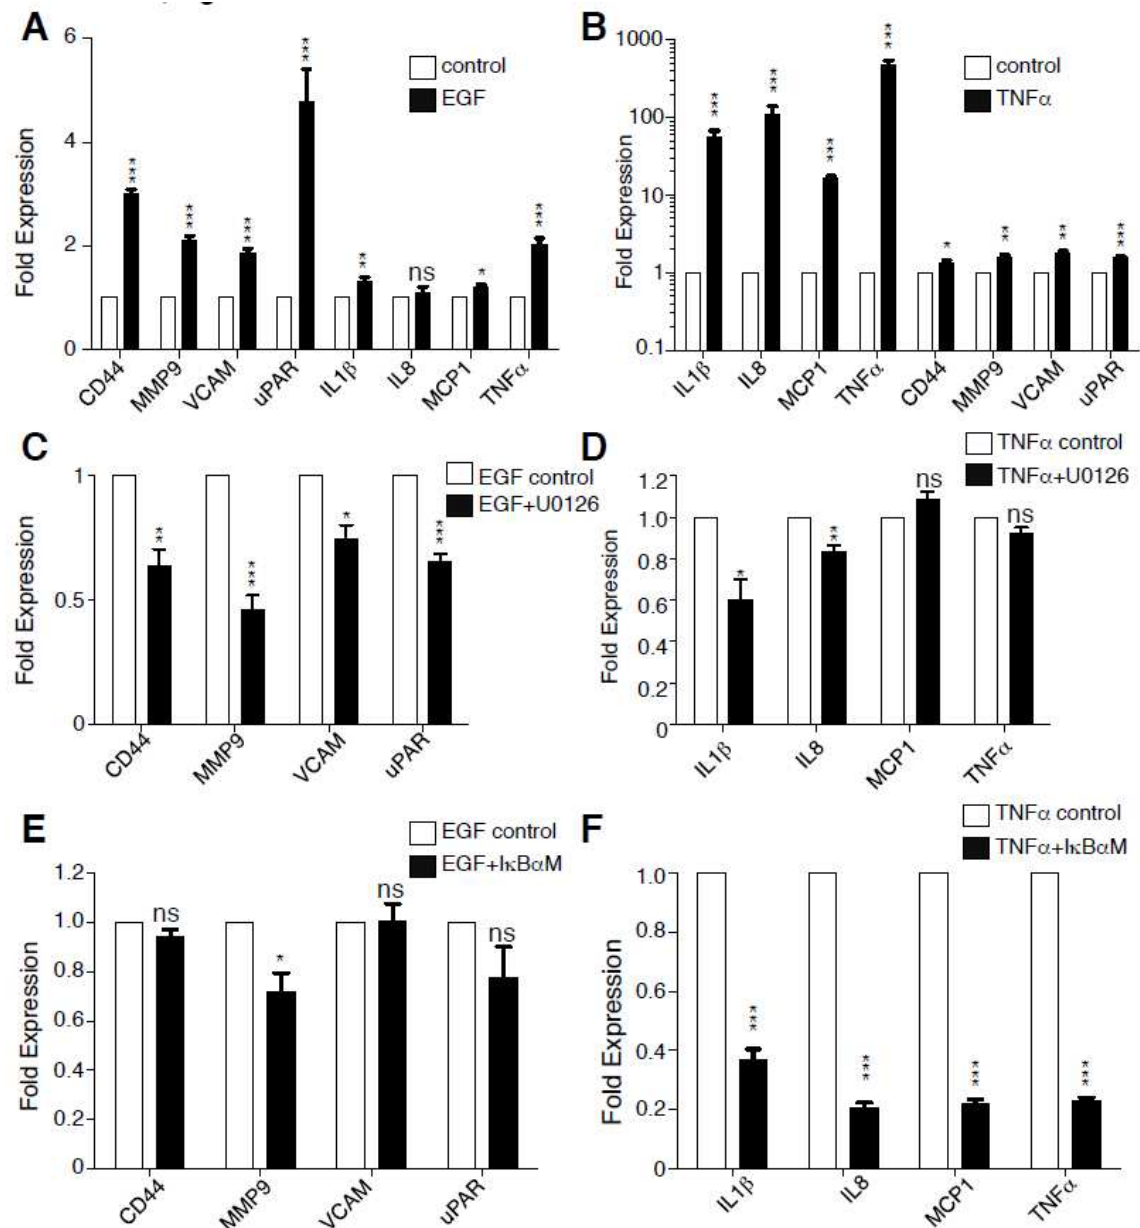 A
6
4
2
0
Fold Expression
control
EGF
***
***
***
***
**
ns
*
***
CD44
MMP9
VCAM
uPAR
IL1β
IL8
MCP1
TNFα
B
1000
100
10
1
0.1
Fold Expression
control
TNFα
***
***
***
***
*
**
**
***
IL1β
IL8
MCP1
TNFα
CD44
MMP9
VCAM
uPAR
C
1
0.5
0
Fold Expression
EGF control
EGF+U0126
**
***
*
***
CD44
MMP9
VCAM
uPAR
D
1.2
1.0
0.8
0.6
0.4
0.2
0
Fold Expression
TNFα control
TNFα+U0126
*
**
ns
ns
IL1β
IL8
MCP1
TNFα
E
1.2
1.0
0.8
0.6
0.4
0.2
0
Fold Expression
EGF control
EGF+IκBαM
ns
*
ns
ns
CD44
MMP9
VCAM
uPAR
F
1.0
0.8
0.6
0.4
0.2
0
Fold Expression
TNFα control
TNFα+IκBαM
***
***
***
***
IL1β
IL8
MCP1
TNFα